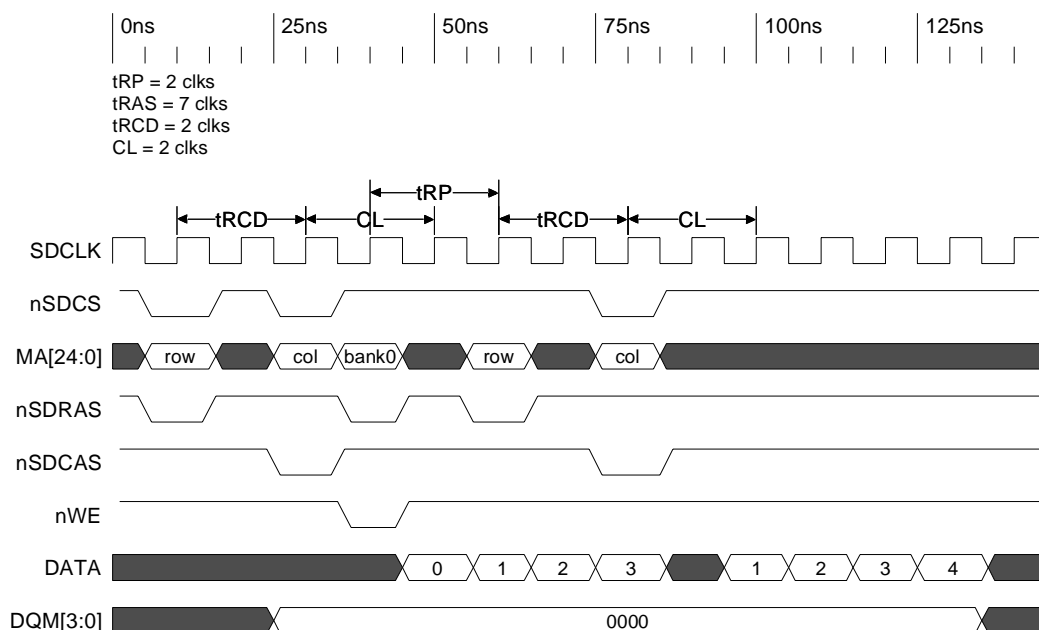 0ns 25ns 50ns 75ns 100ns 125ns
tRP = 2 clks
tRAS = 7 clks
tRCD = 2 clks
CL = 2 clks
tRP
tRCD CL tRCD CL
SDCLK
nSDCS
MA[24:0] row col bank0 row col
nSDRAS
nSDCAS
nWE
DATA 0 1 2 3 1 2 3 4
DQM[3:0] 0000